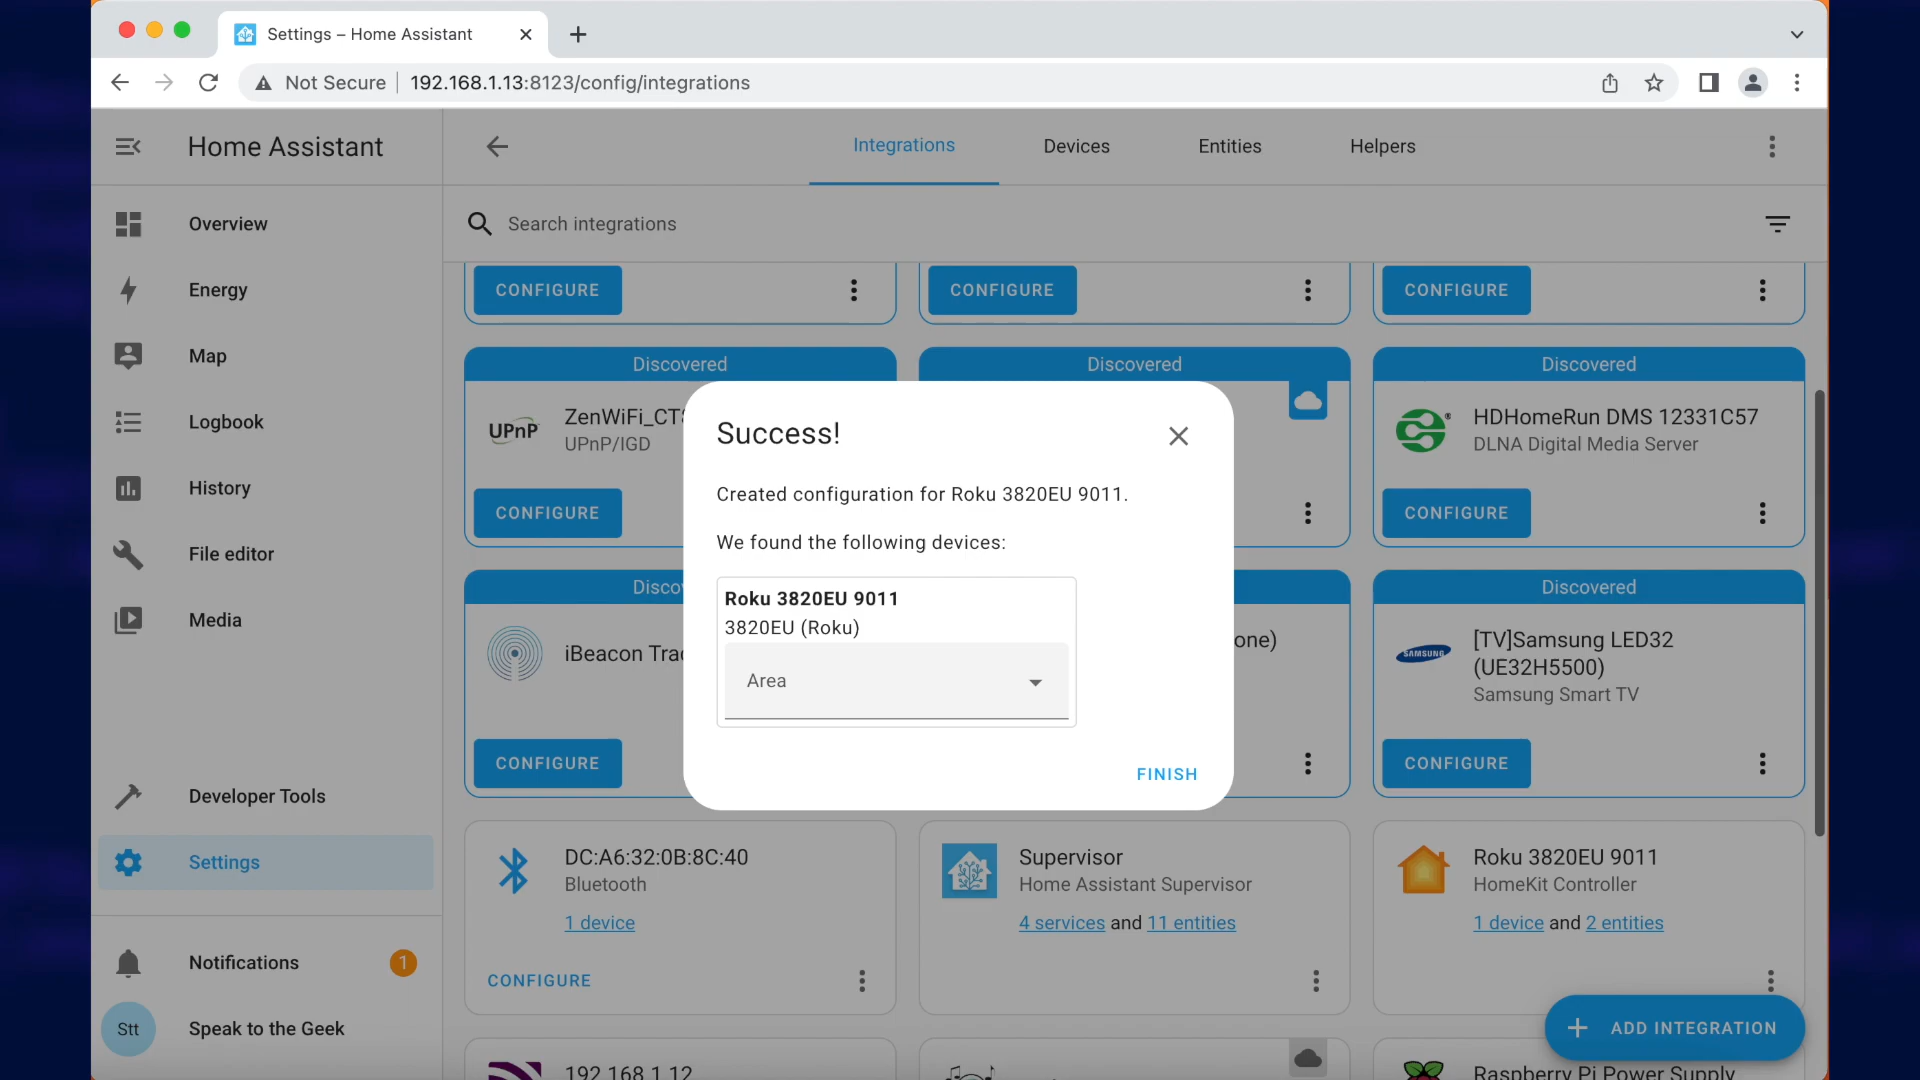 Settings – Home Assistant
Not Secure
192.168.1.13:8123/config/integrations
Home Assistant
Integrations
Devices
Entities
Helpers
Overview
Energy
Map
Logbook
History
File editor
Media
Developer Tools
Settings
Notifications
1
Stt
Speak to the Geek
Search integrations
CONFIGURE
CONFIGURE
CONFIGURE
Discovered
Discovered
Discovered
UPnP
ZenWiFi_CT
UPnP/IGD
HDHomeRun DMS 12331C57
DLNA Digital Media Server
CONFIGURE
CONFIGURE
Success!
Created configuration for Roku 3820EU 9011.
We found the following devices:
Roku 3820EU 9011
3820EU (Roku)
Area
FINISH
Disco
Discovered
iBeacon Tra
one)
SAMSUNG
[TV]Samsung LED32
(UE32H5500)
Samsung Smart TV
CONFIGURE
CONFIGURE
DC:A6:32:0B:8C:40
Bluetooth
1 device
CONFIGURE
Supervisor
Home Assistant Supervisor
4 services and 11 entities
Roku 3820EU 9011
HomeKit Controller
1 device and 2 entities
ADD INTEGRATION
192.168.1.12
Raspberry Pi Power Supply